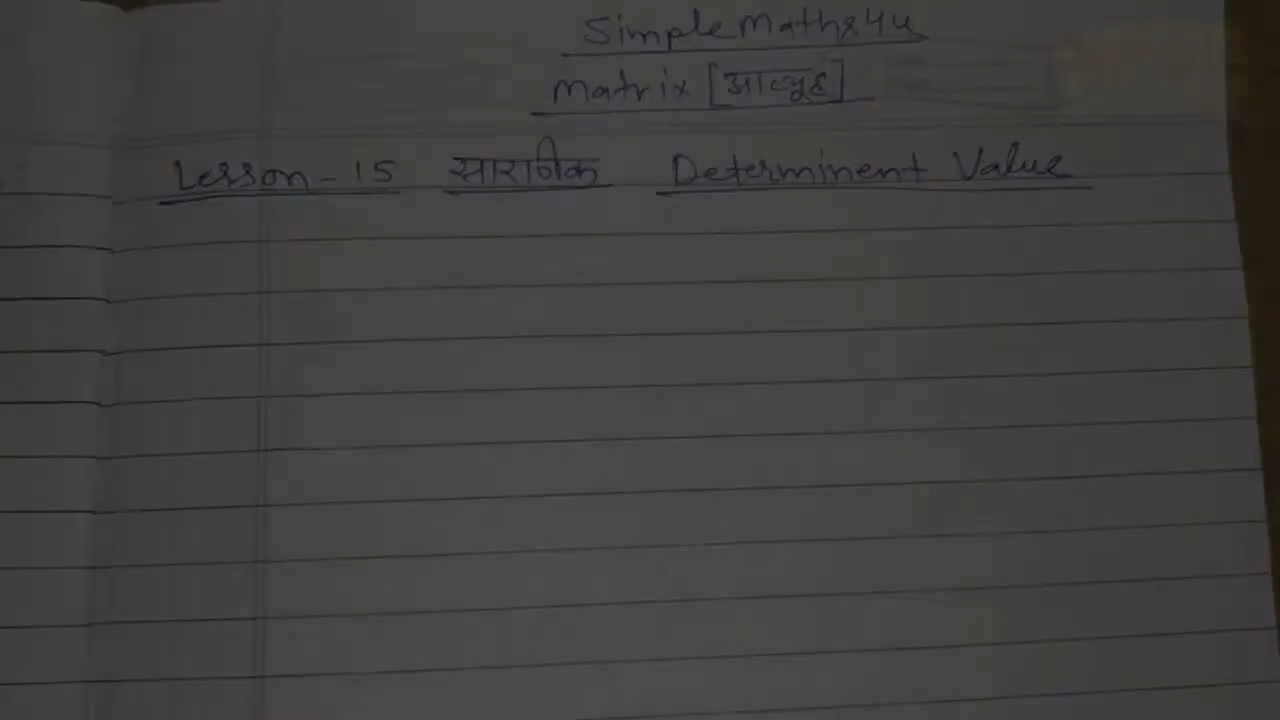 SimpleMaths4u
Matrix [आव्यूह]
Lesson - 15 सारणीक Determinent Value